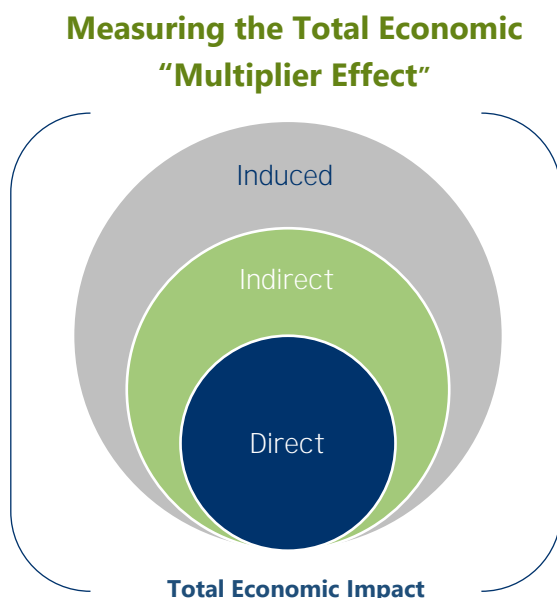 Measuring the Total Economic
“Multiplier Effect”
Induced
Indirect
Direct
Total Economic Impact